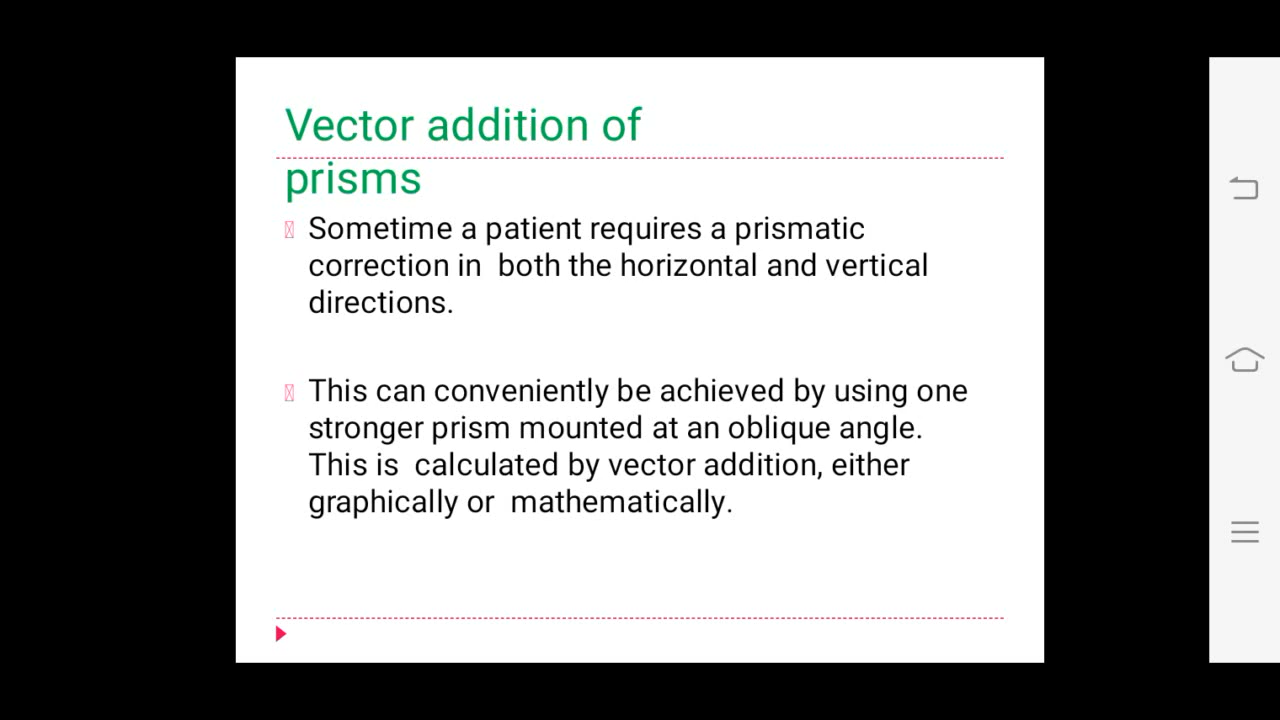 Vector addition of
prisms
Sometime a patient requires a prismatic
correction in  both the horizontal and vertical
directions.
This can conveniently be achieved by using one
stronger prism mounted at an oblique angle.
This is  calculated by vector addition, either
graphically or  mathematically.